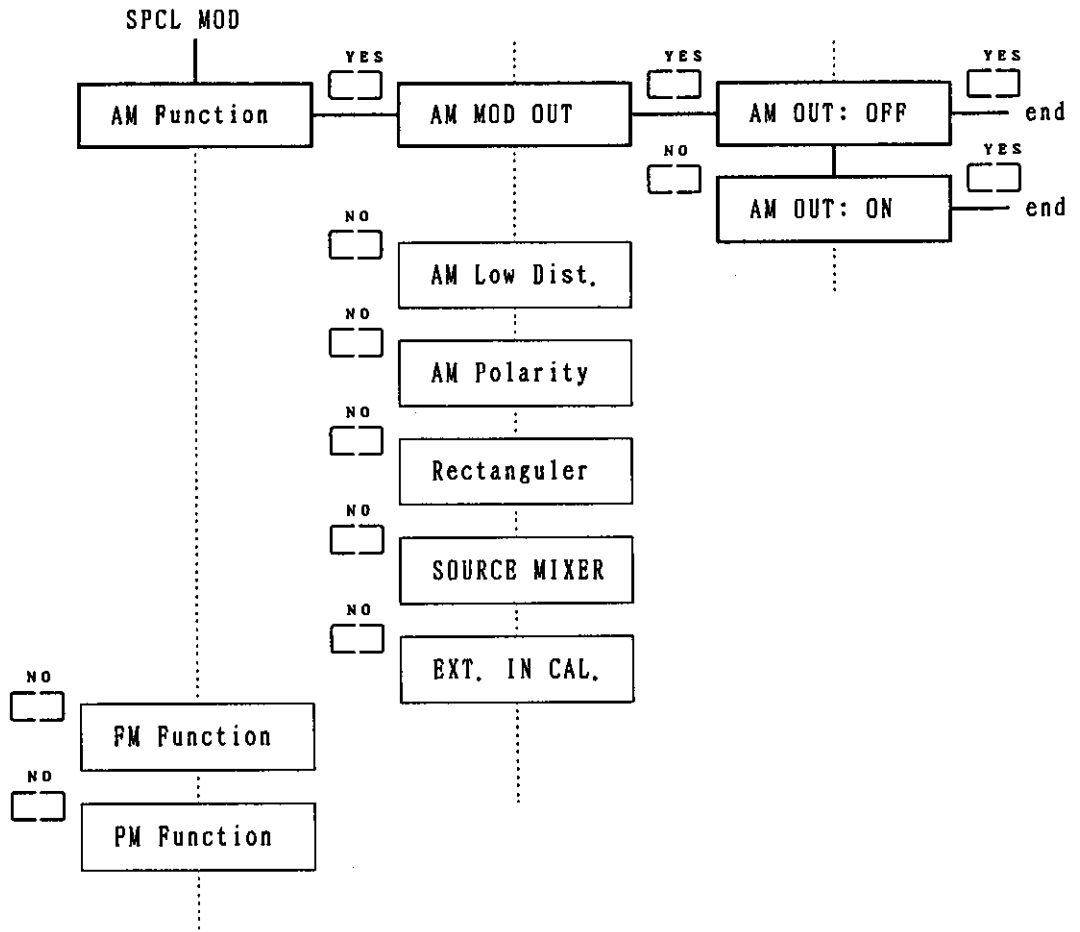 SPCL MOD
YES
YES
YES
AM Function
AM MOD OUT
AM OUT: OFF
end
NO
YES
AM OUT: ON
end
NO
AM Low Dist.
NO
AM Polarity
NO
Rectanguler
NO
SOURCE MIXER
NO
EXT. IN CAL.
NO
FM Function
NO
PM Function